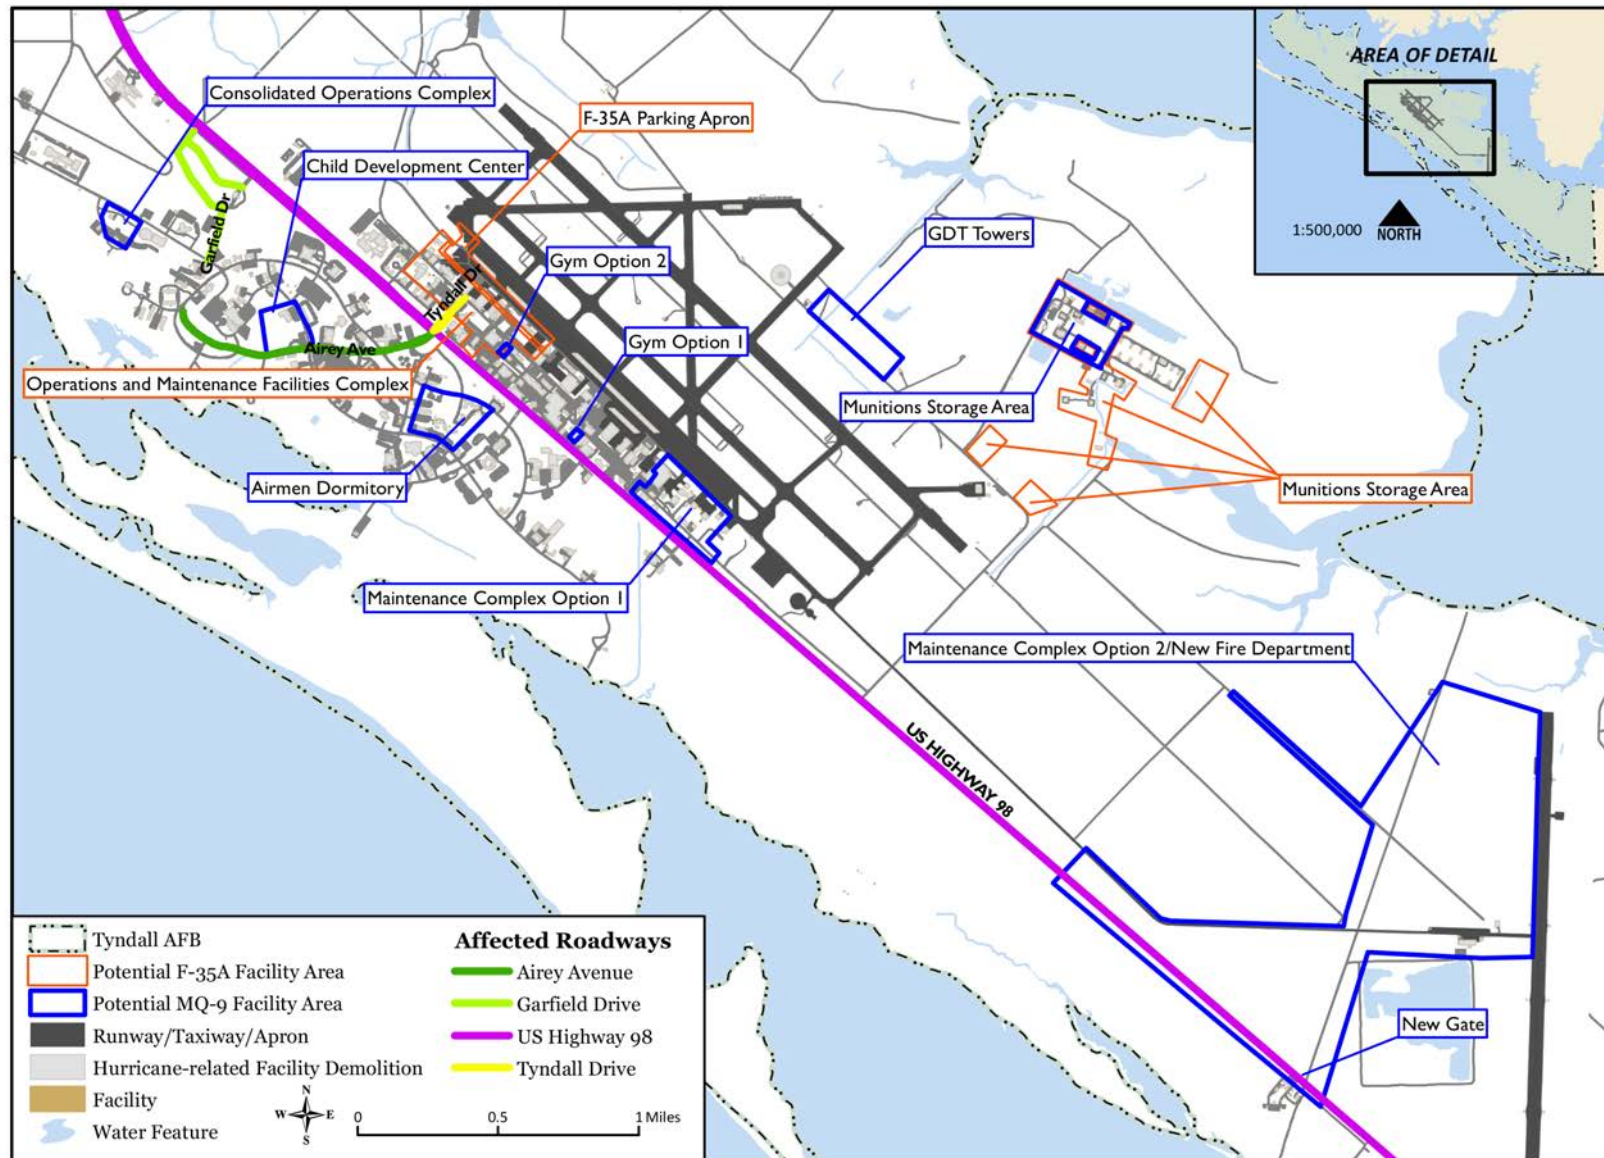 AREA OF DETAIL
1:500,000
NORTH
Consolidated Operations Complex
F-35A Parking Apron
Child Development Center
Garfield Dr
GDT Towers
Gym Option 2
Tyndall Dr
Gym Option 1
Airey Ave
Operations and Maintenance Facilities Complex
Munitions Storage Area
Airmen Dormitory
Munitions Storage Area
Maintenance Complex Option 1
Maintenance Complex Option 2/New Fire Department
US HIGHWAY 98
New Gate
Tyndall AFB
Potential F-35A Facility Area
Potential MQ-9 Facility Area
Runway/Taxiway/Apron
Hurricane-related Facility Demolition
Facility
Water Feature
Affected Roadways
Airey Avenue
Garfield Drive
US Highway 98
Tyndall Drive
N
W E
S
0 0.5 1 Miles